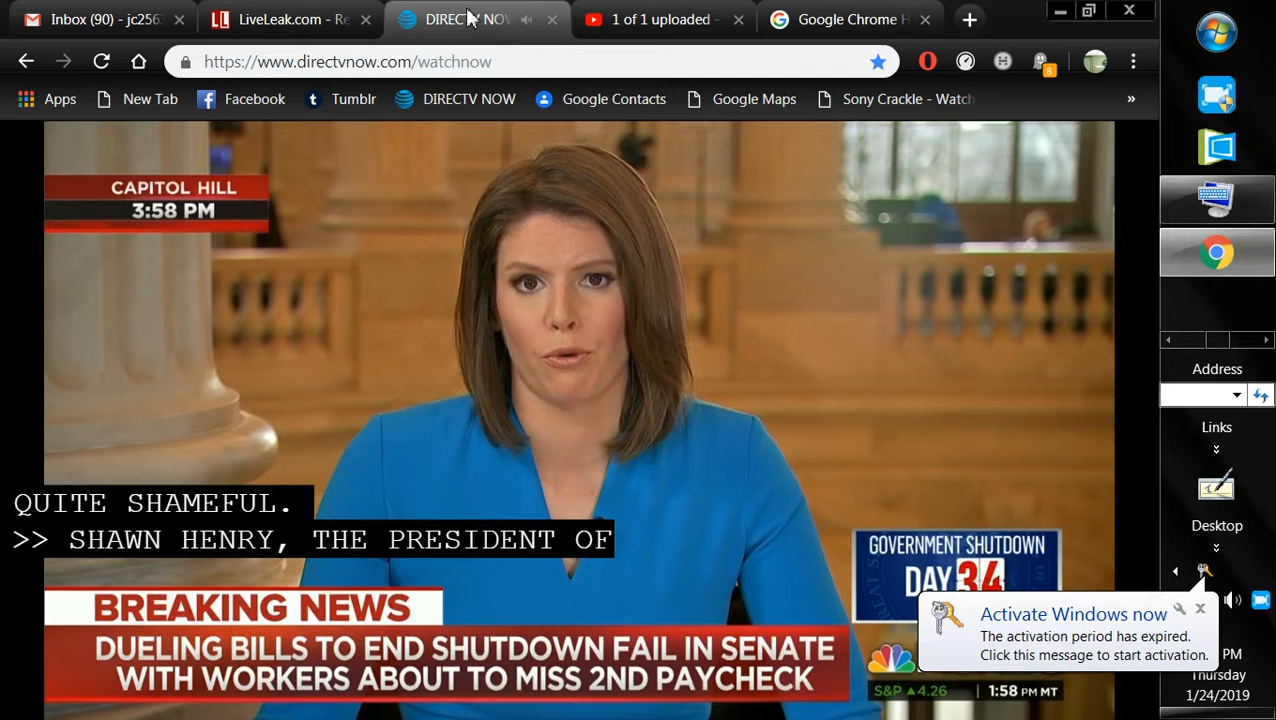 Inbox (90) - jc256
LiveLeak.com - Re
DIRECTV NOW
1 of 1 uploaded -
Google Chrome H
https://www.directvnow.com/watchnow
8
Apps
New Tab
Facebook
Tumblr
DIRECTV NOW
Google Contacts
Google Maps
Sony Crackle - Watch
»
CAPITOL HILL
3:58 PM
QUITE SHAMEFUL.
>> SHAWN HENRY, THE PRESIDENT OF
GOVERNMENT SHUTDOWN
DAY 34
BREAKING NEWS
DUELING BILLS TO END SHUTDOWN FAIL IN SENATE
WITH WORKERS ABOUT TO MISS 2ND PAYCHECK
S&P ▲4.26
1:58 PM MT
Address
Links
Desktop
Activate Windows now
The activation period has expired.
Click this message to start activation.
PM
Thursday
1/24/2019